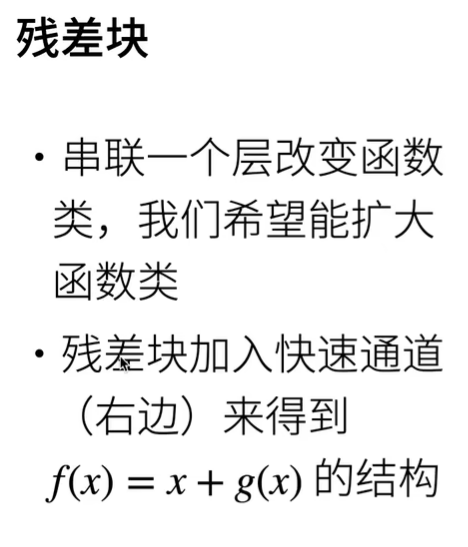 残差块
• 串联一个层改变函数
类，我们希望能扩大
函数类
• 残差块加入快速通道
（右边）来得到
f(x) = x + g(x) 的结构